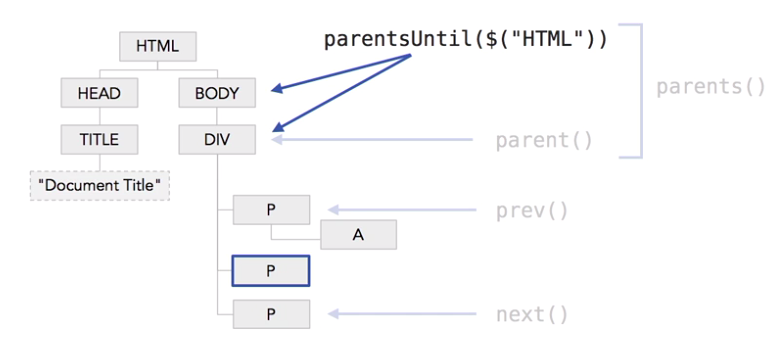 HTML
parentsUntil($("HTML"))
HEAD
BODY
parents()
TITLE
DIV
parent()
"Document Title"
P
prev()
A
P
P
next()